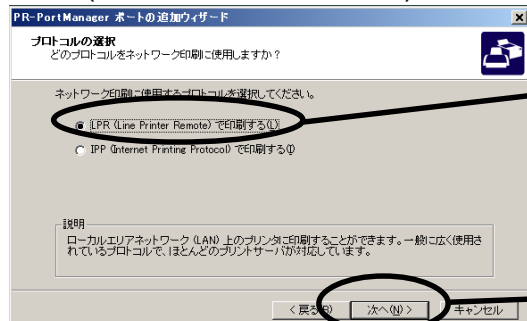 PR-PortManager ポートの追加ウィザード
プロトコルの選択
どのプロトコルをネットワーク印刷に使用しますか？
ネットワーク印刷に使用するプロトコルを選択してください。
LPR (Line Printer Remote) で印刷する(L)
IPP (Internet Printing Protocol) で印刷する(I)
説明
ローカルエリアネットワーク (LAN) 上のプリンタに印刷することができます。一般に広く使用さ
れているプロトコルで、ほとんどのプリントサーバが対応しています。
< 戻る(B) 次へ(N) > キャンセル